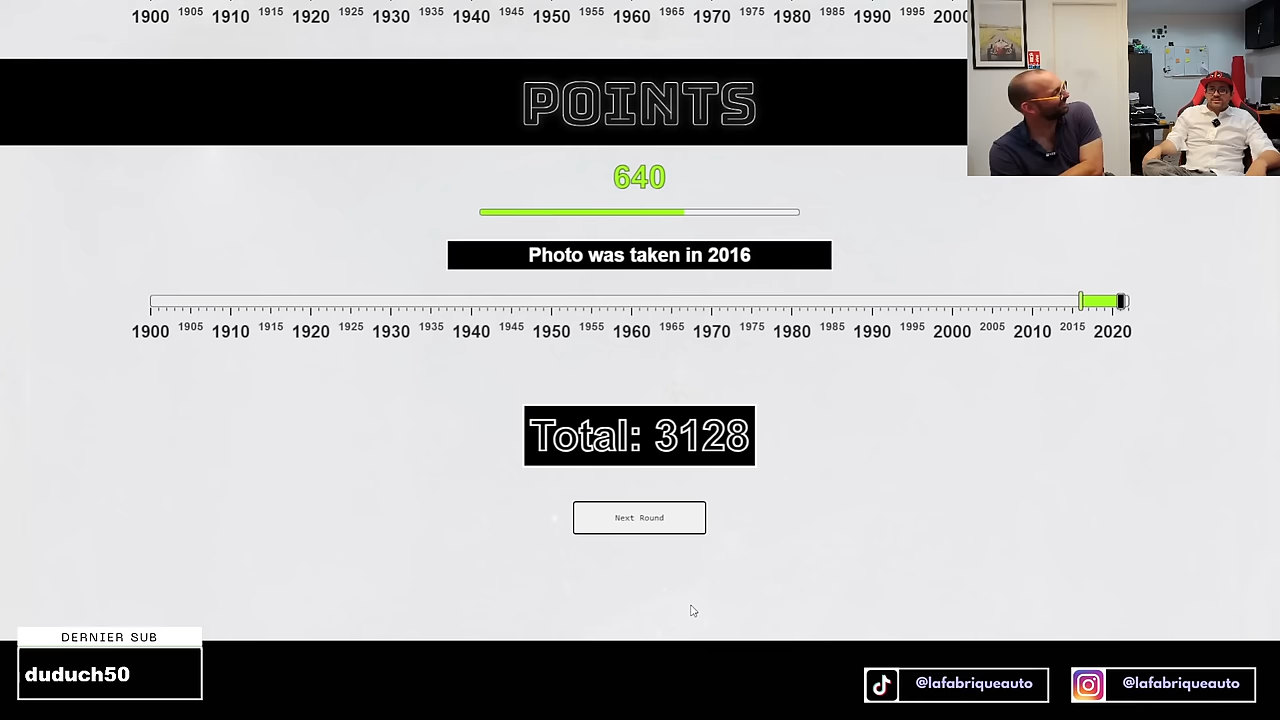 1900 1905 1910 1915 1920 1925 1930 1935 1940 1945 1950 1955 1960 1965 1970 1975 1980 1985 1990 1995 2000
POINTS
640
Photo was taken in 2016
1900 1905 1910 1915 1920 1925 1930 1935 1940 1945 1950 1955 1960 1965 1970 1975 1980 1985 1990 1995 2000 2005 2010 2015 2020
Total: 3128
Next Round
DERNIER SUB
duduch50
@lafabriqueauto
@lafabriqueauto